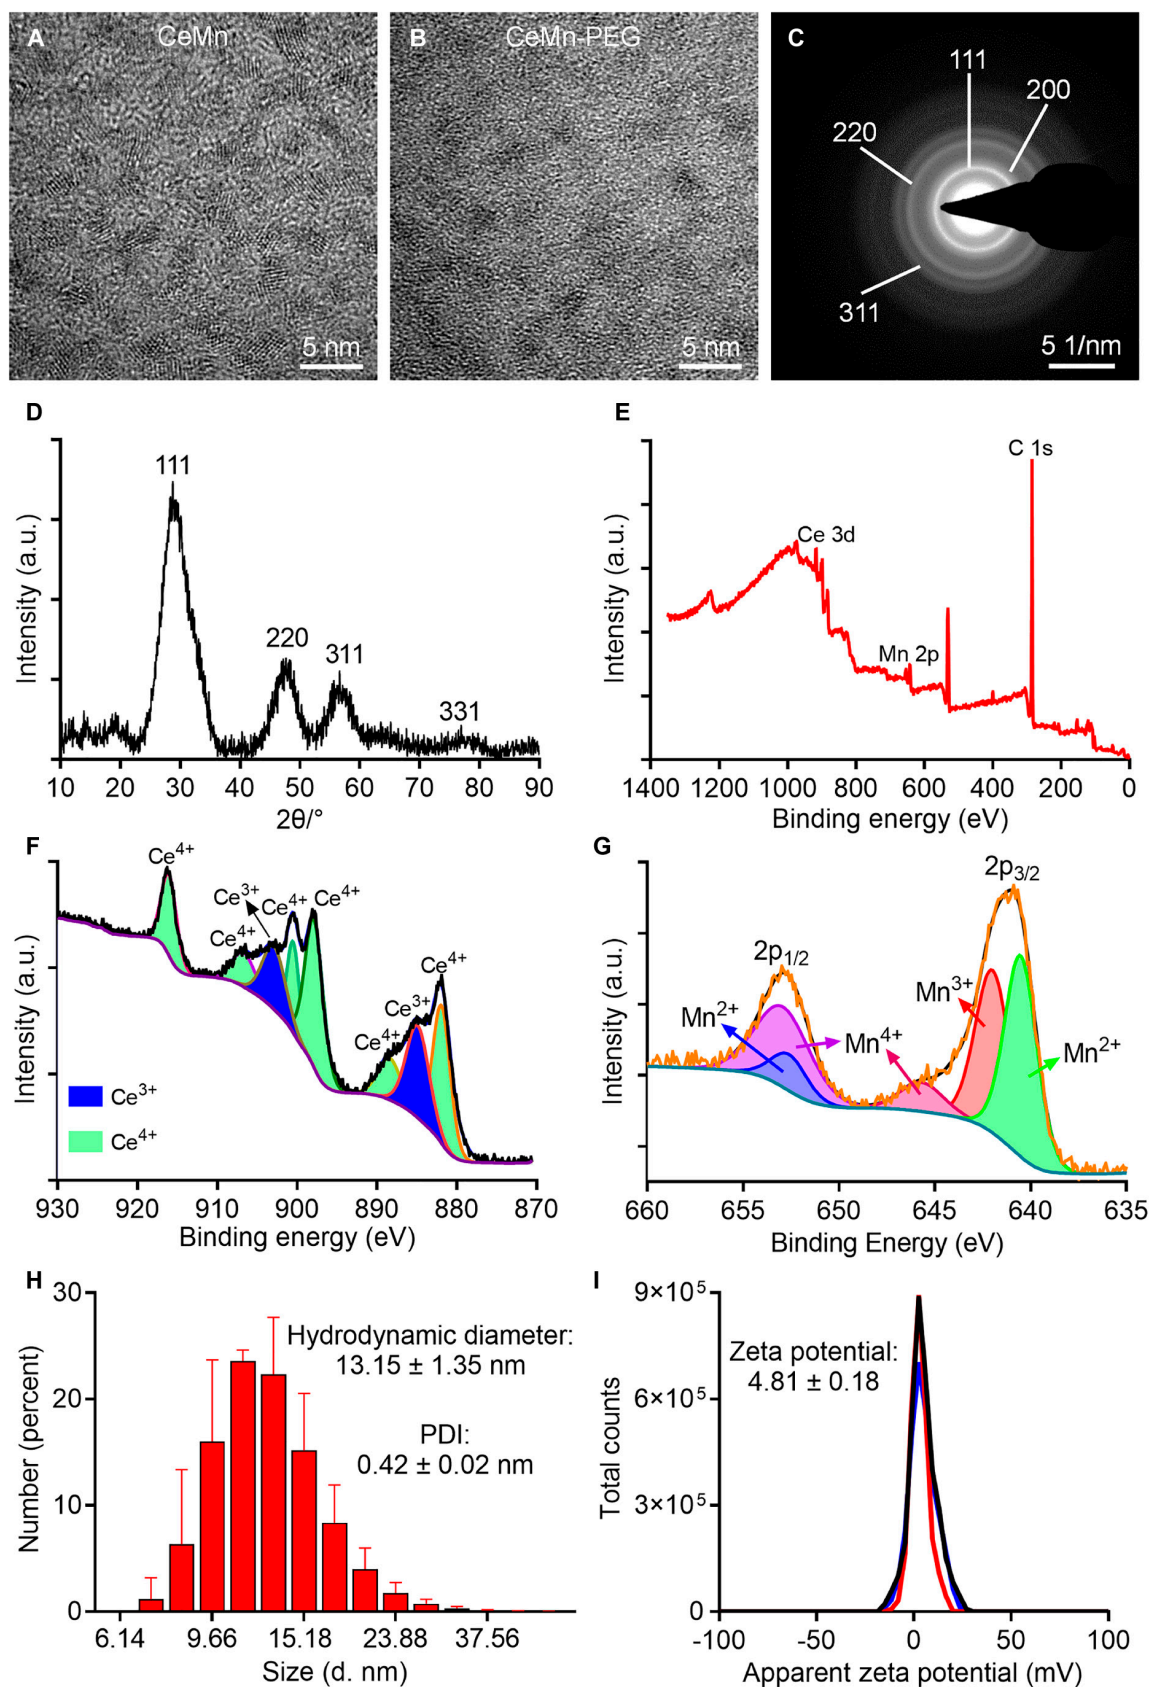 A
CeMn
5 nm
B
CeMn-PEG
5 nm
C
111
200
220
311
5 1/nm
D
111
220
311
331
Intensity (a.u.)
10 20 30 40 50 60 70 80 90
2θ/°
E
C 1s
Ce 3d
Mn 2p
Intensity (a.u.)
1400 1200 1000 800 600 400 200 0
Binding energy (eV)
F
Ce4+
Ce3+
Ce4+
Ce4+
Ce4+
Ce4+
Ce3+
Ce4+
Ce3+
Ce4+
Intensity (a.u.)
930 920 910 900 890 880 870
Binding energy (eV)
G
2p3/2
2p1/2
Mn3+
Mn2+
Mn4+
Mn2+
Intensity (a.u.)
660 655 650 645 640 635
Binding Energy (eV)
H
30
20
10
0
Number (percent)
Hydrodynamic diameter:
13.15 ± 1.35 nm
PDI:
0.42 ± 0.02 nm
6.14 9.66 15.18 23.88 37.56
Size (d. nm)
I
9×10⁵
6×10⁵
3×10⁵
0
Total counts
Zeta potential:
4.81 ± 0.18
-100 -50 0 50 100
Apparent zeta potential (mV)